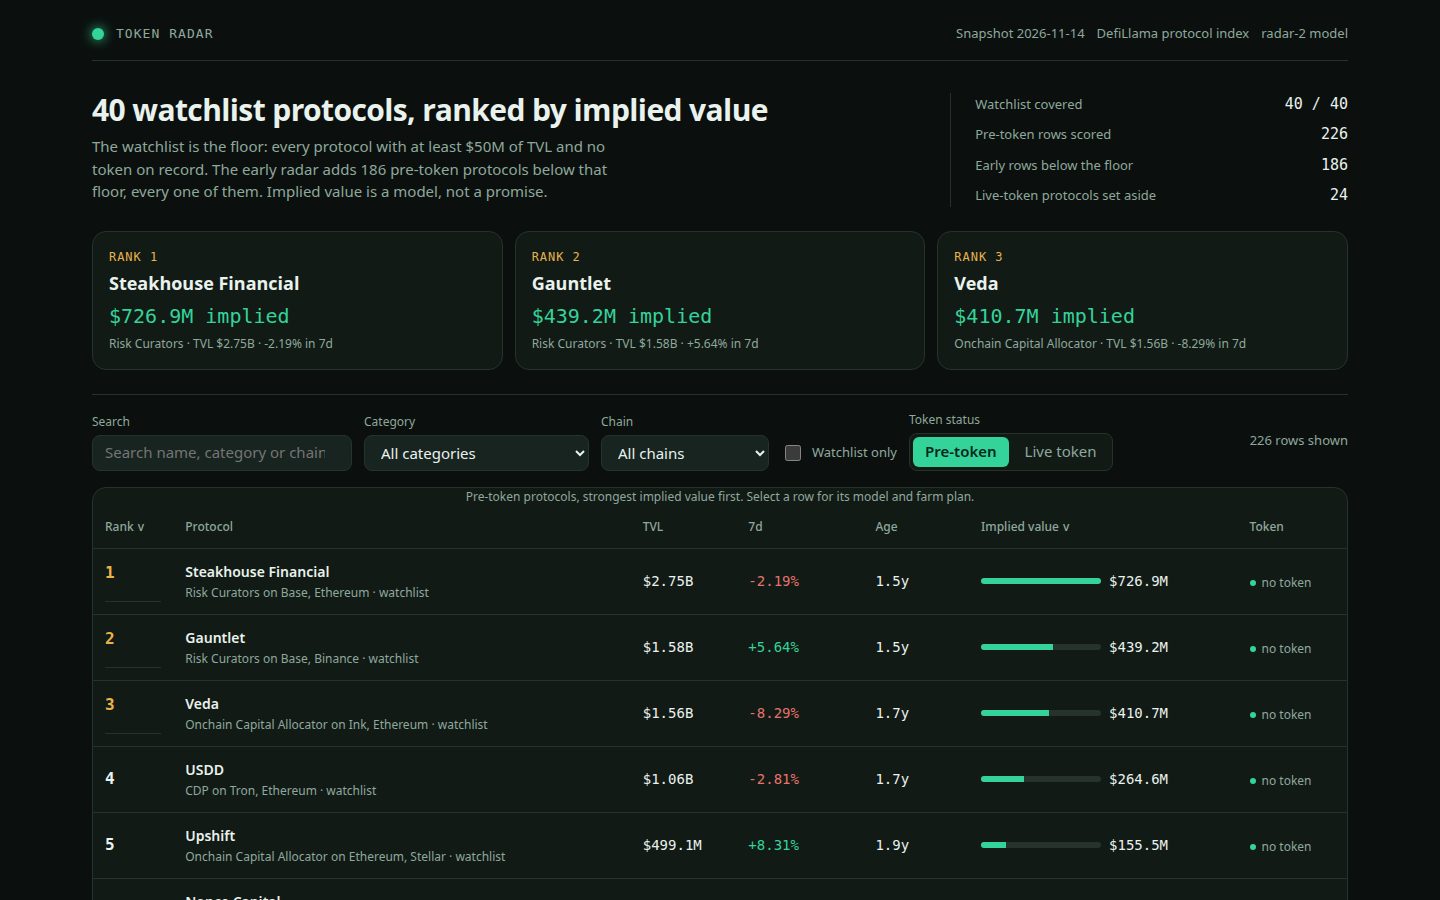 TOKEN RADAR
Snapshot 2026-11-14 DefiLlama protocol index radar-2 model
40 watchlist protocols, ranked by implied value
The watchlist is the floor: every protocol with at least $50M of TVL and no
token on record. The early radar adds 186 pre-token protocols below that
floor, every one of them. Implied value is a model, not a promise.
Watchlist covered 40 / 40
Pre-token rows scored 226
Early rows below the floor 186
Live-token protocols set aside 24
RANK 1
Steakhouse Financial
$726.9M implied
Risk Curators · TVL $2.75B · -2.19% in 7d
RANK 2
Gauntlet
$439.2M implied
Risk Curators · TVL $1.58B · +5.64% in 7d
RANK 3
Veda
$410.7M implied
Onchain Capital Allocator · TVL $1.56B · -8.29% in 7d
Search
Search name, category or chain
Category
All categories
Chain
All chains
Watchlist only
Token status
Pre-token Live token
226 rows shown
Pre-token protocols, strongest implied value first. Select a row for its model and farm plan.
Rank v Protocol TVL 7d Age Implied value v Token
1 Steakhouse Financial $2.75B -2.19% 1.5y $726.9M no token
Risk Curators on Base, Ethereum · watchlist
2 Gauntlet $1.58B +5.64% 1.5y $439.2M no token
Risk Curators on Base, Binance · watchlist
3 Veda $1.56B -8.29% 1.7y $410.7M no token
Onchain Capital Allocator on Ink, Ethereum · watchlist
4 USDD $1.06B -2.81% 1.7y $264.6M no token
CDP on Tron, Ethereum · watchlist
5 Upshift $499.1M +8.31% 1.9y $155.5M no token
Onchain Capital Allocator on Ethereum, Stellar · watchlist